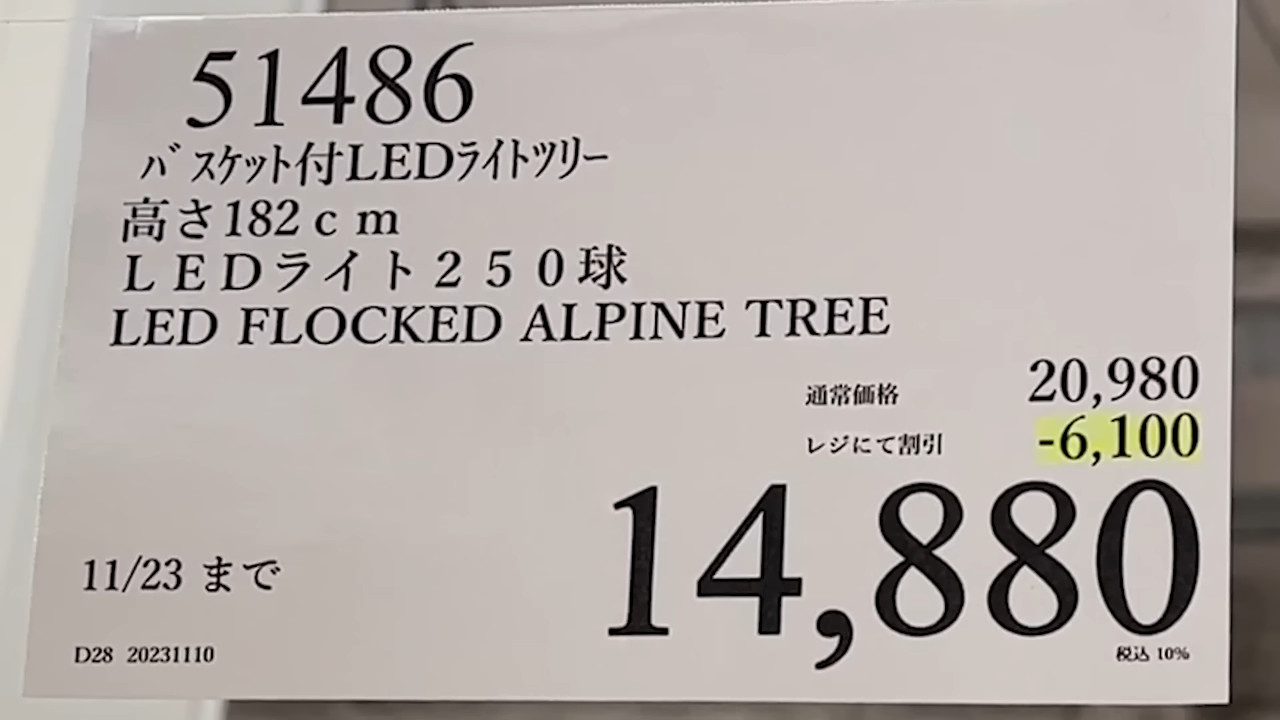 51486
バスケット付LEDライトツリー
高さ182cm
LEDライト250球
LED FLOCKED ALPINE TREE
通常価格 20,980
レジにて割引 -6,100
14,880
11/23 まで
D28 20231110
税込 10%